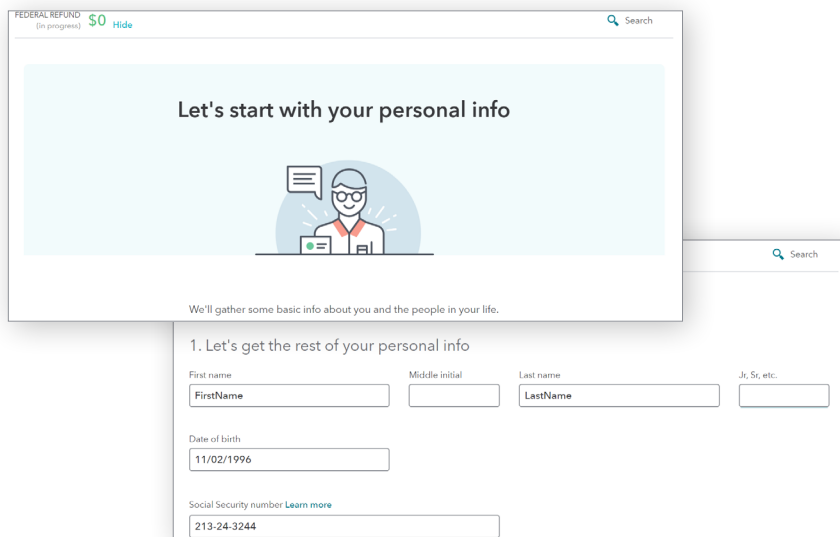 FEDERAL REFUND
(in progress) $0 Hide
Search
Let's start with your personal info
We'll gather some basic info about you and the people in your life.
Search
1. Let's get the rest of your personal info
First name Middle initial Last name Jr, Sr, etc.
FirstName LastName
Date of birth
11/02/1996
Social Security number Learn more
213-24-3244